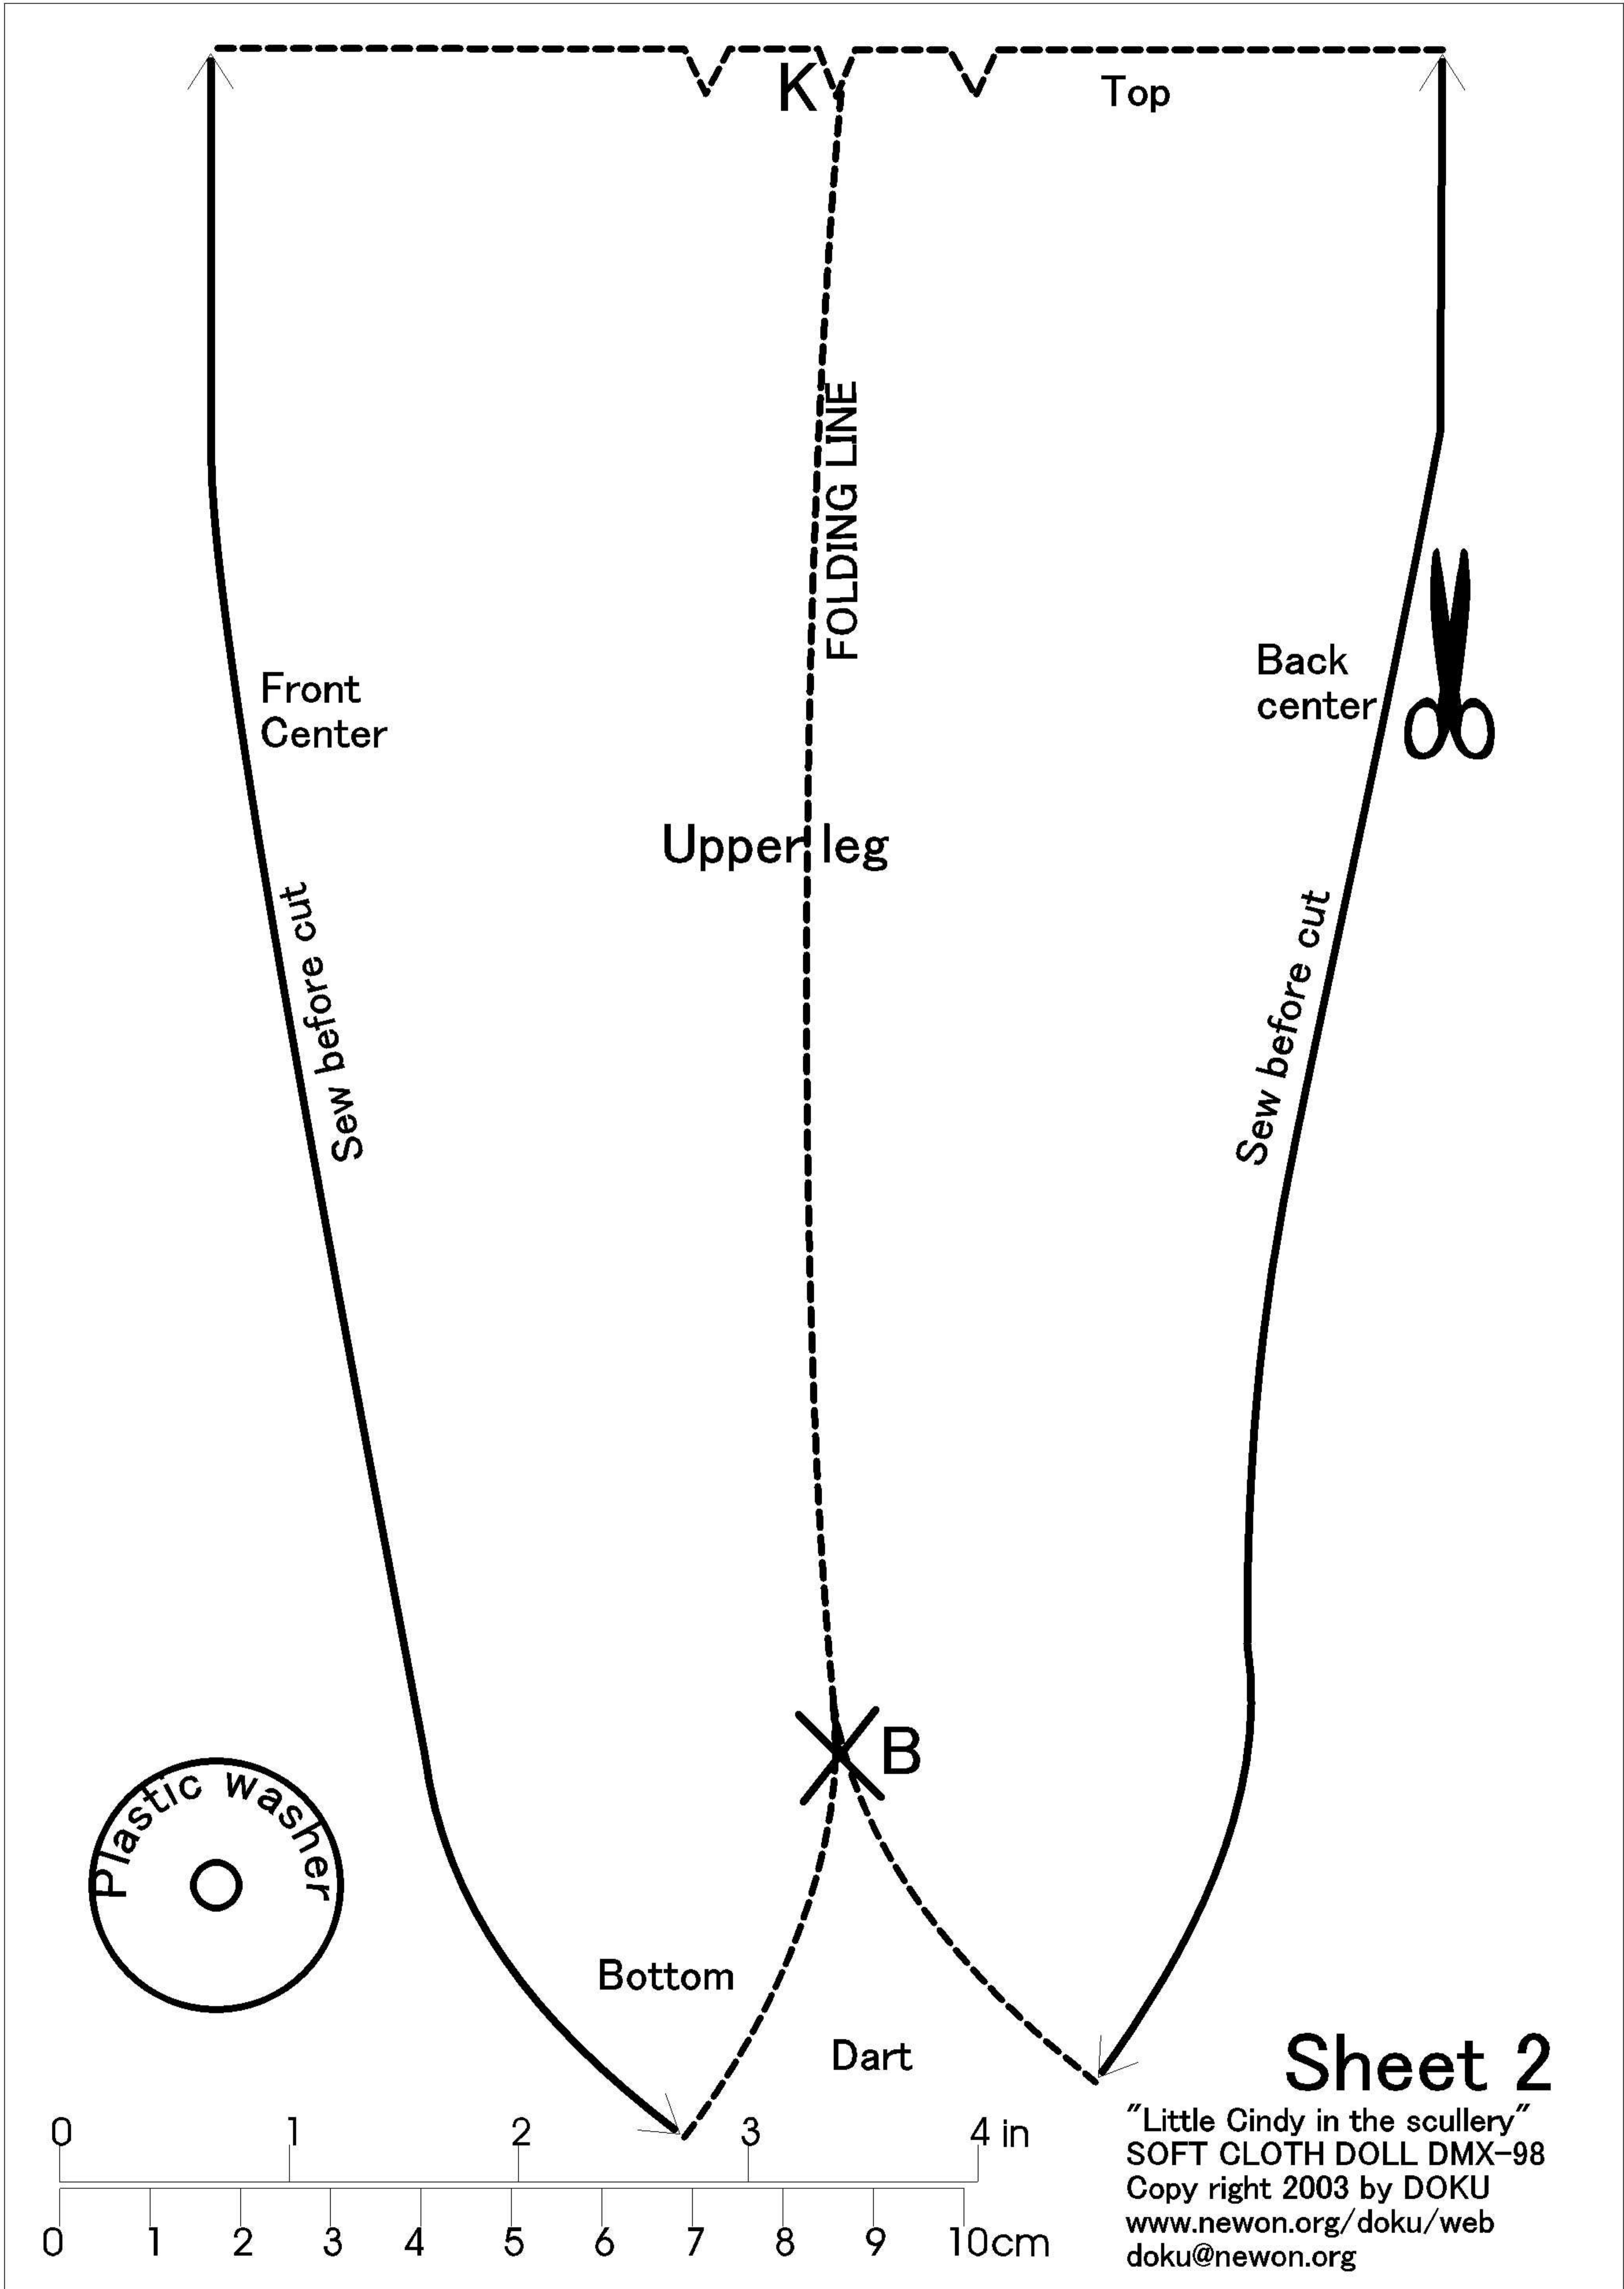 K
Top
FOLDING LINE
Front
Center
Back
center
Upper leg
Sew before cut
Sew before cut
B
Plastic washer
Bottom
Dart
Sheet 2
"Little Cindy in the scullery"
SOFT CLOTH DOLL DMX-98
Copy right 2003 by DOKU
www.newon.org/doku/web
doku@newon.org
0 1 2 3 4 in
0 1 2 3 4 5 6 7 8 9 10cm